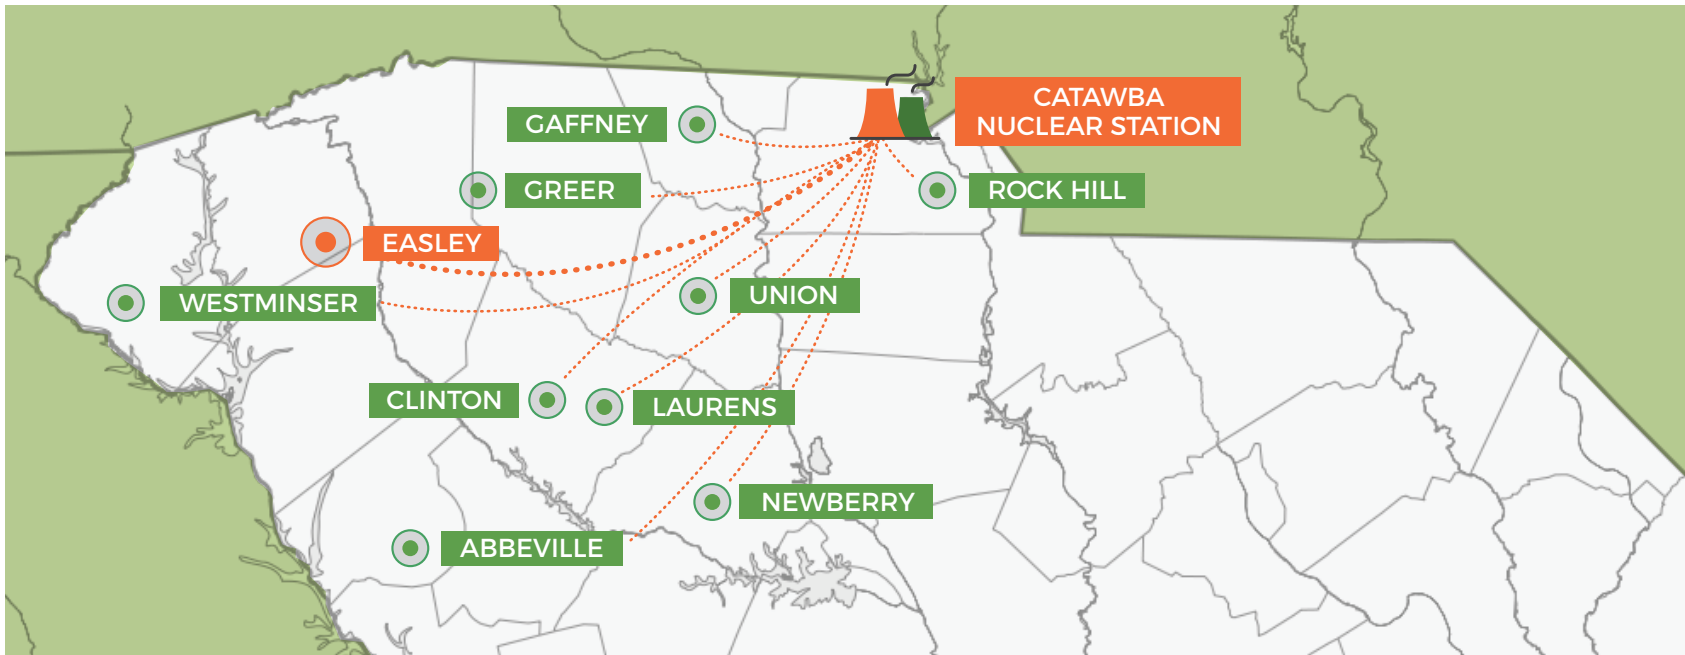 GAFFNEY
CATAWBA
NUCLEAR STATION
GREER
ROCK HILL
EASLEY
WESTMINSER
UNION
CLINTON
LAURENS
NEWBERRY
ABBEVILLE